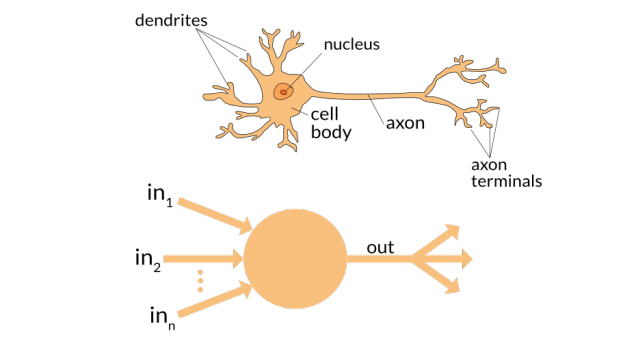 dendrites
nucleus
cell
body
axon
axon
terminals
in₁
in₂
inₙ
out